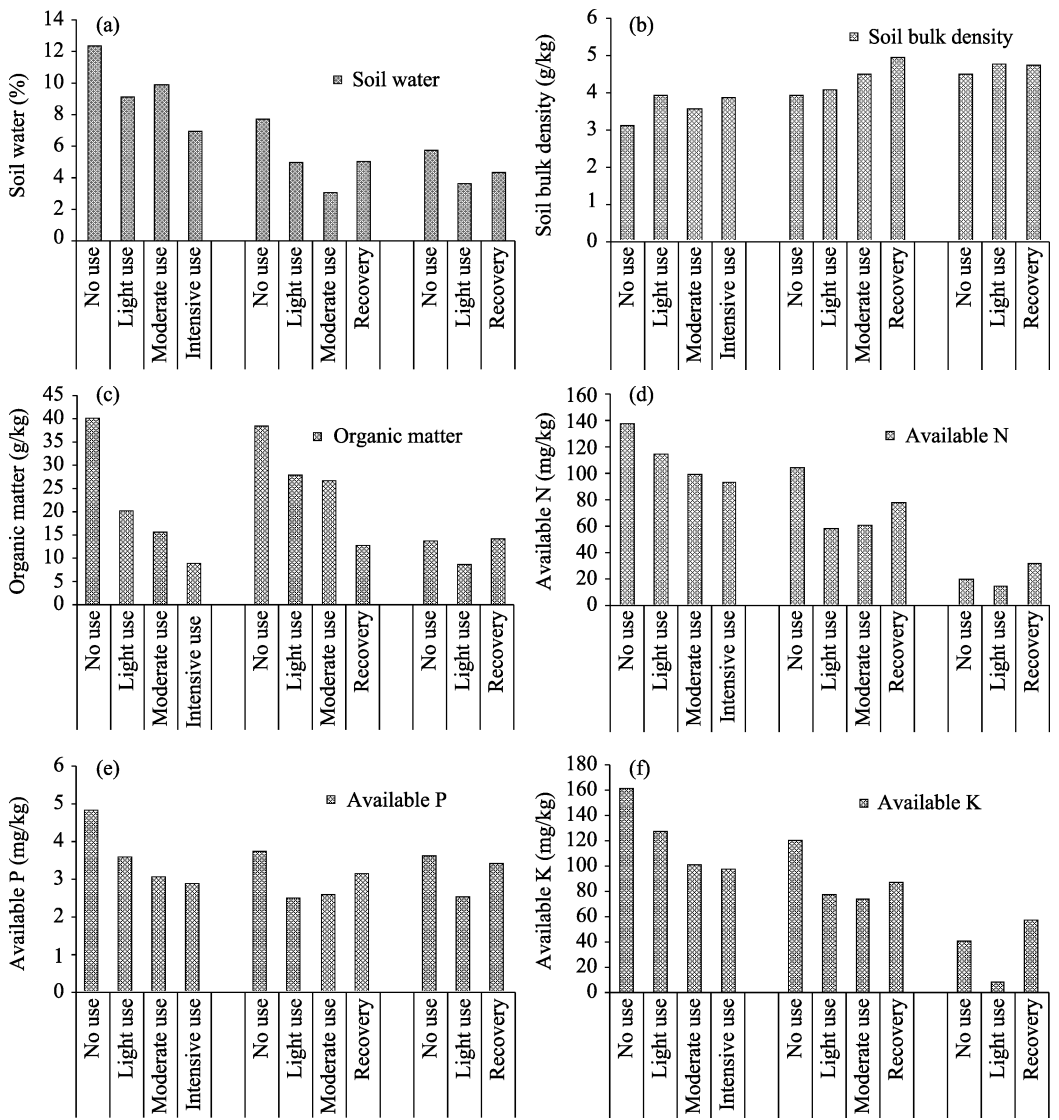 (a)
Soil water (%)
14
12
10
8
6
4
2
0
Soil water
No use
Light use
Moderate use
Intensive use
No use
Light use
Moderate use
Recovery
No use
Light use
Recovery
(b)
Soil bulk density (g/kg)
6
5
4
3
2
1
0
Soil bulk density
No use
Light use
Moderate use
Intensive use
No use
Light use
Moderate use
Recovery
No use
Light use
Recovery
(c)
Organic matter (g/kg)
45
40
35
30
25
20
15
10
5
0
Organic matter
No use
Light use
Moderate use
Intensive use
No use
Light use
Moderate use
Recovery
No use
Light use
Recovery
(d)
Available N (mg/kg)
160
140
120
100
80
60
40
20
0
Available N
No use
Light use
Moderate use
Intensive use
No use
Light use
Moderate use
Recovery
No use
Light use
Recovery
(e)
Available P (mg/kg)
6
5
4
3
2
1
0
Available P
No use
Light use
Moderate use
Intensive use
No use
Light use
Moderate use
Recovery
No use
Light use
Recovery
(f)
Available K (mg/kg)
180
160
140
120
100
80
60
40
20
0
Available K
No use
Light use
Moderate use
Intensive use
No use
Light use
Moderate use
Recovery
No use
Light use
Recovery